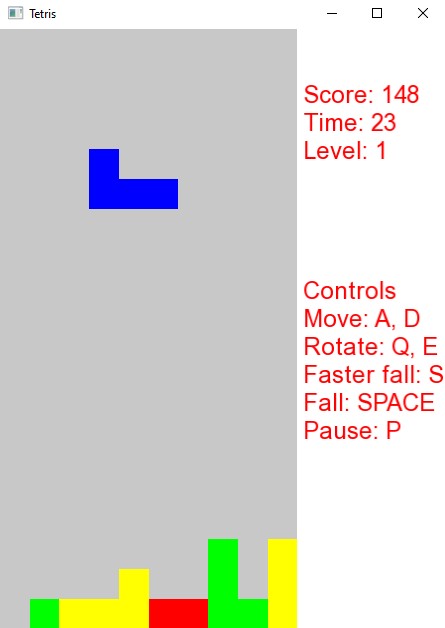 Tetris
Score: 148
Time: 23
Level: 1
Controls
Move: A, D
Rotate: Q, E
Faster fall: S
Fall: SPACE
Pause: P